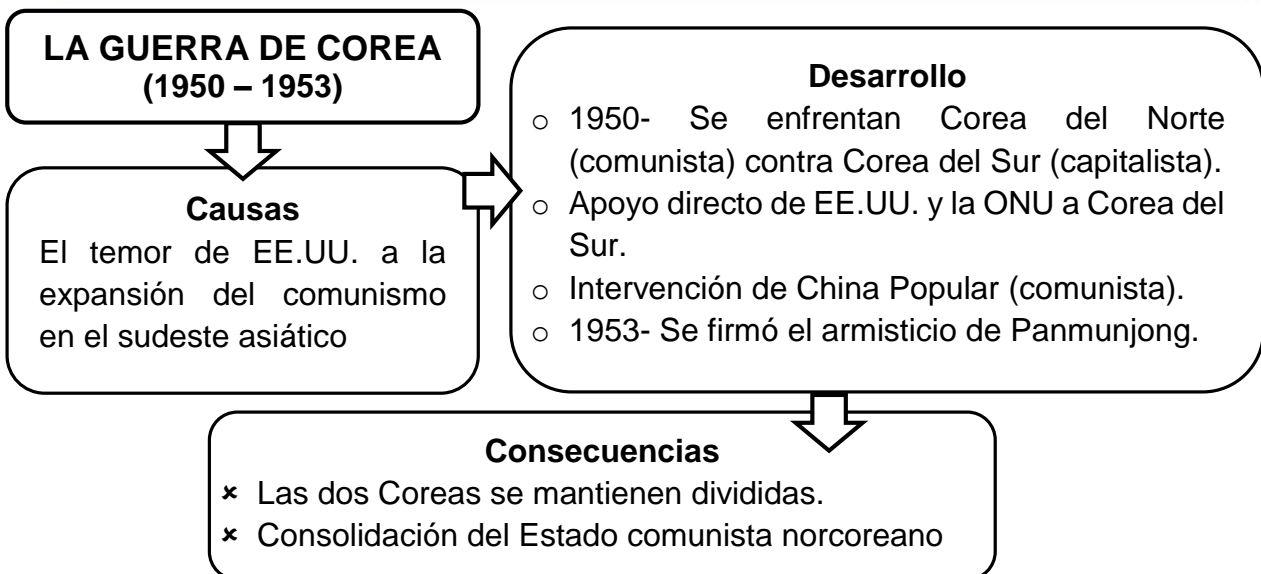 LA GUERRA DE COREA
(1950 – 1953)
Causas
El temor de EE.UU. a la
expansión del comunismo
en el sudeste asiático
Desarrollo
o 1950- Se enfrentan Corea del Norte
(comunista) contra Corea del Sur (capitalista).
o Apoyo directo de EE.UU. y la ONU a Corea del
Sur.
o Intervención de China Popular (comunista).
o 1953- Se firmó el armisticio de Panmunjong.
Consecuencias
× Las dos Coreas se mantienen divididas.
× Consolidación del Estado comunista norcoreano